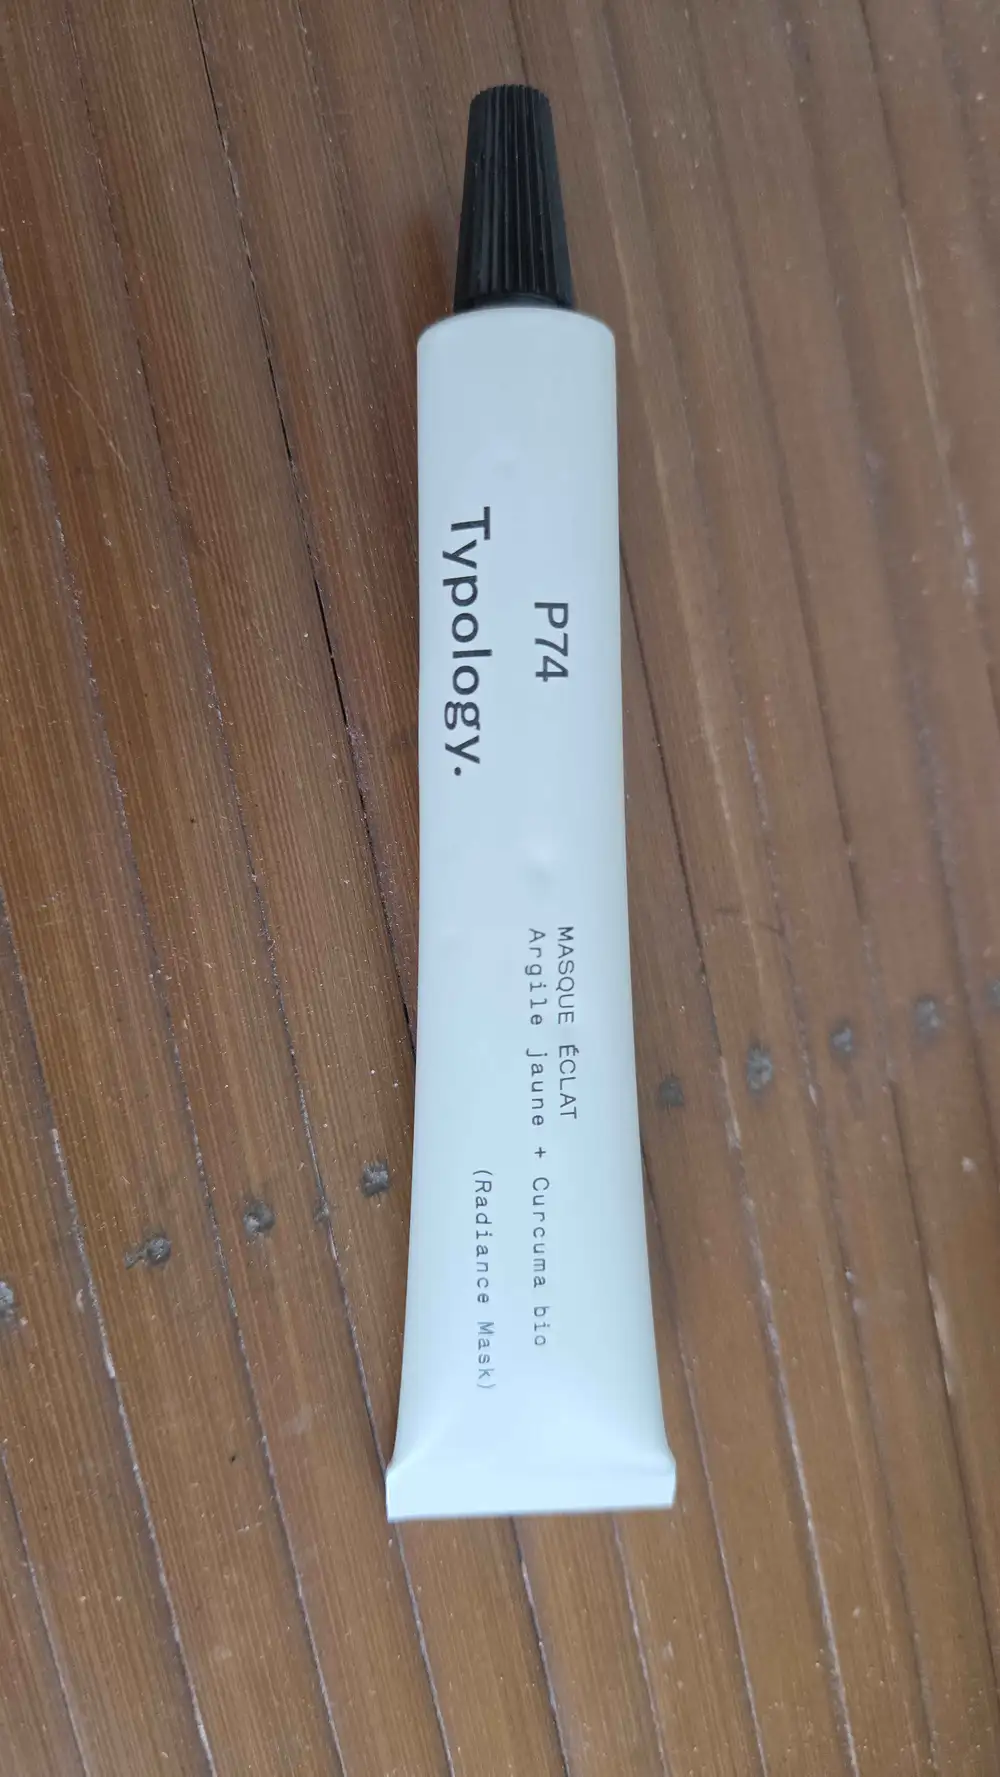 Typology.
P74
MASQUE ÉCLAT
Argile jaune + Curcuma bio
(Radiance Mask)